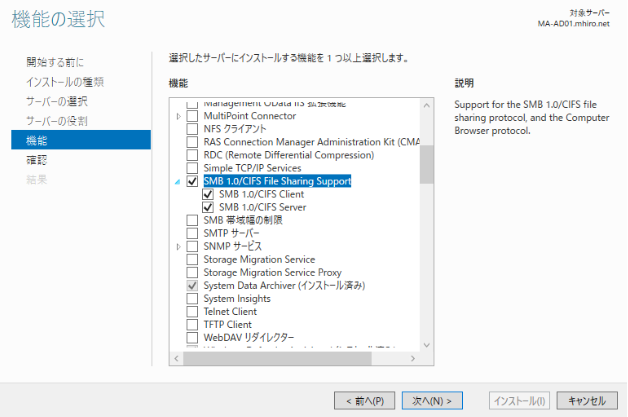 機能の選択
対象サーバー
MA-AD01.mhiro.net
開始する前に
インストールの種類
サーバーの選択
サーバーの役割
機能
確認
結果
選択したサーバーにインストールする機能を 1 つ以上選択します。
機能
Management OData IIS 拡張機能
MultiPoint Connector
NFS クライアント
RAS Connection Manager Administration Kit (CMA
RDC (Remote Differential Compression)
Simple TCP/IP Services
SMB 1.0/CIFS File Sharing Support
SMB 1.0/CIFS Client
SMB 1.0/CIFS Server
SMB 帯域幅の制限
SMTP サーバー
SNMP サービス
Storage Migration Service
Storage Migration Service Proxy
System Data Archiver (インストール済み)
System Insights
Telnet Client
TFTP Client
WebDAV リダイレクター
説明
Support for the SMB 1.0/CIFS file
sharing protocol, and the Computer
Browser protocol.
< 前へ(P)
次へ(N) >
インストール(I)
キャンセル